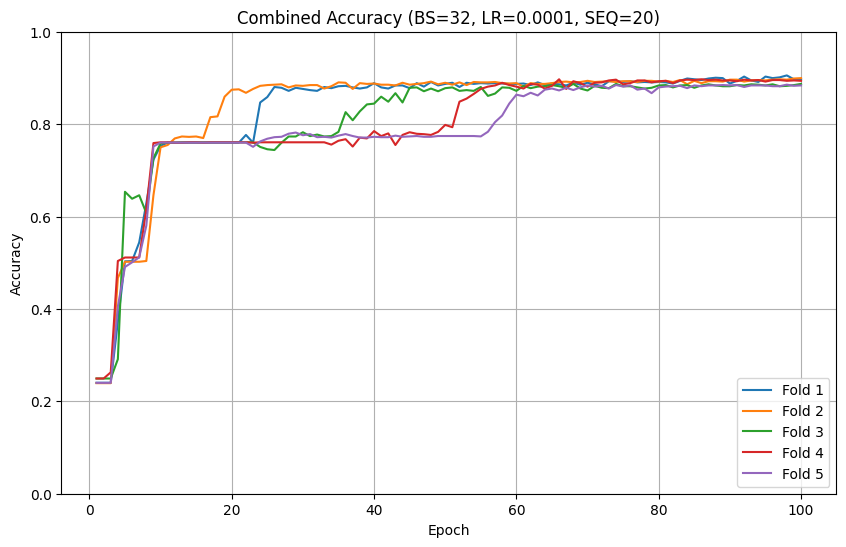 Combined Accuracy (BS=32, LR=0.0001, SEQ=20)
1.0
0.8
0.6
0.4
0.2
0.0
Accuracy
0 20 40 60 80 100
Epoch
Fold 1
Fold 2
Fold 3
Fold 4
Fold 5